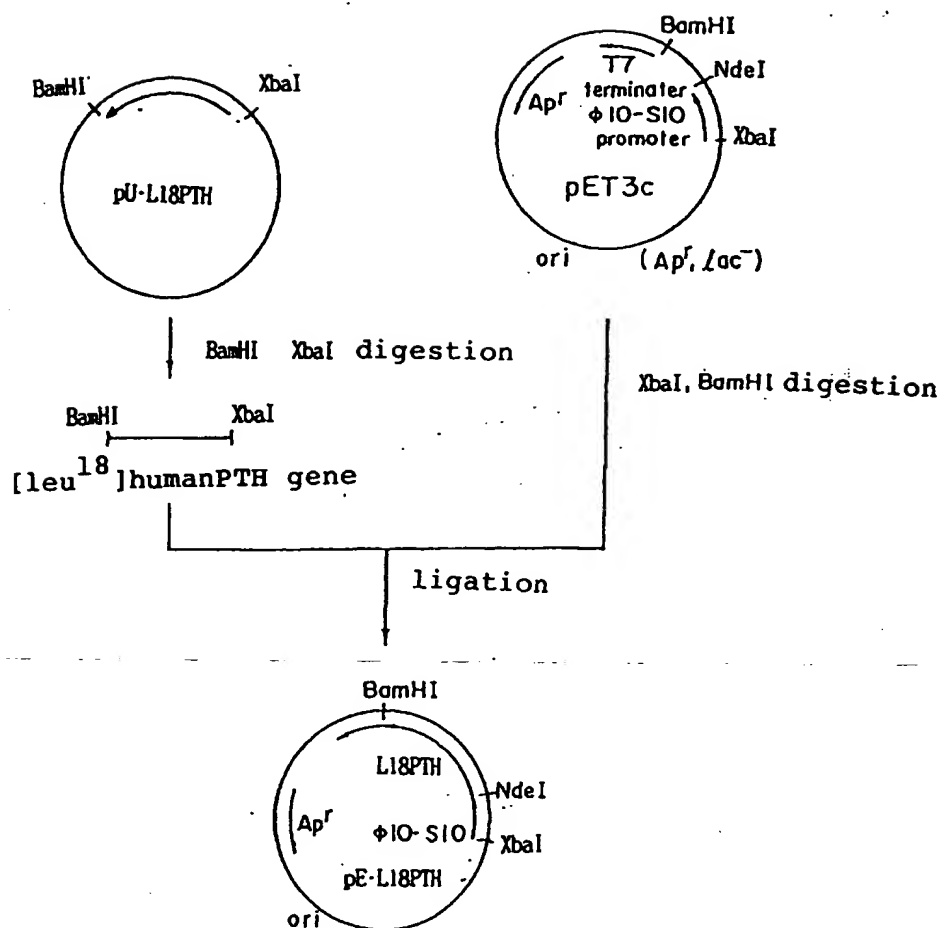 BamHI XbaI
pU-L18PTH
BamHI
T7
terminater
NdeI
Apʳ
φ10-S10
promoter
XbaI
pET3c
ori (Apʳ, lac⁻)
BamHI XbaI digestion
XbaI, BamHI digestion
BamHI XbaI
[leu¹⁸]humanPTH gene
ligation
BamHI
L18PTH
NdeI
Apʳ
φ10-S10
XbaI
pE-L18PTH
ori